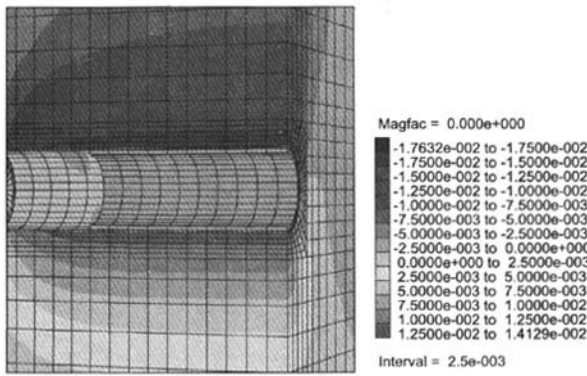 Magfac = 0.000e+000
-1.7632e-002 to -1.7500e-002
-1.7500e-002 to -1.5000e-002
-1.5000e-002 to -1.2500e-002
-1.2500e-002 to -1.0000e-002
-1.0000e-002 to -7.5000e-003
-7.5000e-003 to -5.0000e-003
-5.0000e-003 to -2.5000e-003
-2.5000e-003 to 0.0000e+000
0.0000e+000 to 2.5000e-003
2.5000e-003 to 5.0000e-003
5.0000e-003 to 7.5000e-003
7.5000e-003 to 1.0000e-002
1.0000e-002 to 1.2500e-002
1.2500e-002 to 1.4129e-002
Interval = 2.5e-003